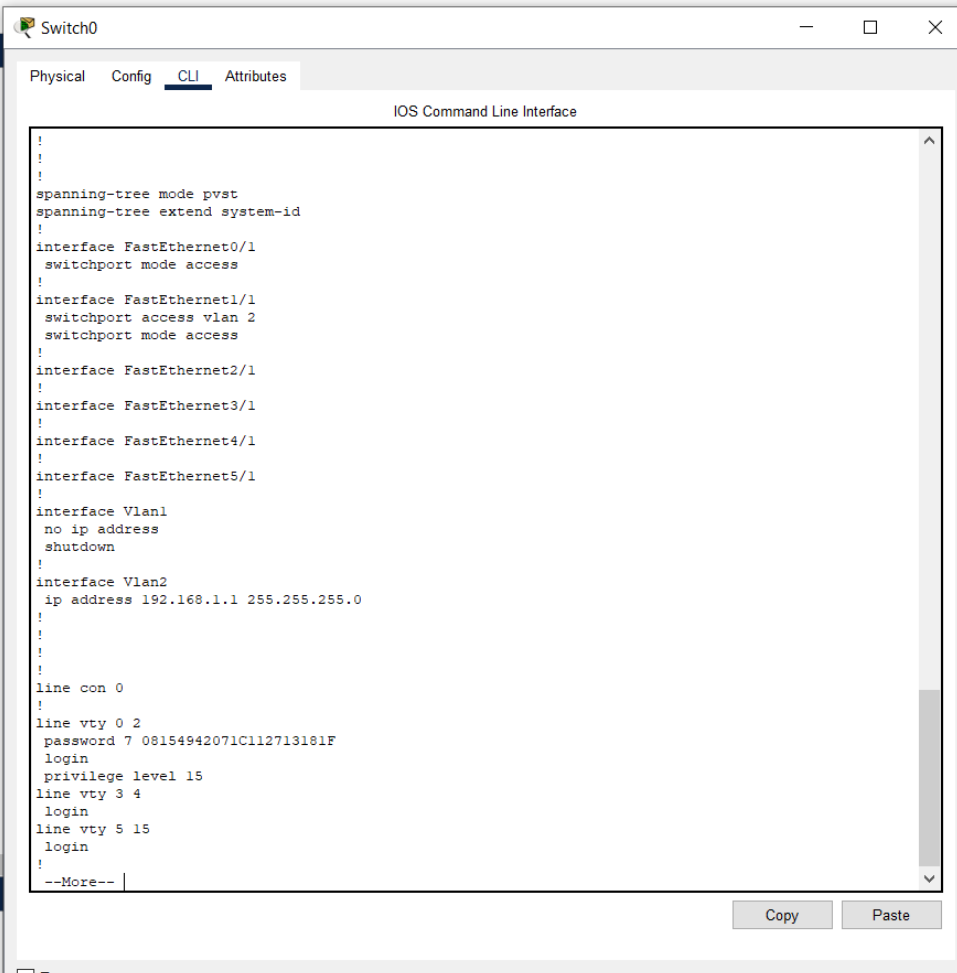 Switch0
Physical Config CLI Attributes
IOS Command Line Interface
!
!
!
spanning-tree mode pvst
spanning-tree extend system-id
!
interface FastEthernet0/1
 switchport mode access
!
interface FastEthernet1/1
 switchport access vlan 2
 switchport mode access
!
interface FastEthernet2/1
!
interface FastEthernet3/1
!
interface FastEthernet4/1
!
interface FastEthernet5/1
!
interface Vlan1
 no ip address
 shutdown
!
interface Vlan2
 ip address 192.168.1.1 255.255.255.0
!
!
!
!
line con 0
!
line vty 0 2
 password 7 08154942071C112713181F
 login
 privilege level 15
line vty 3 4
 login
line vty 5 15
 login
!
 --More--
Copy Paste